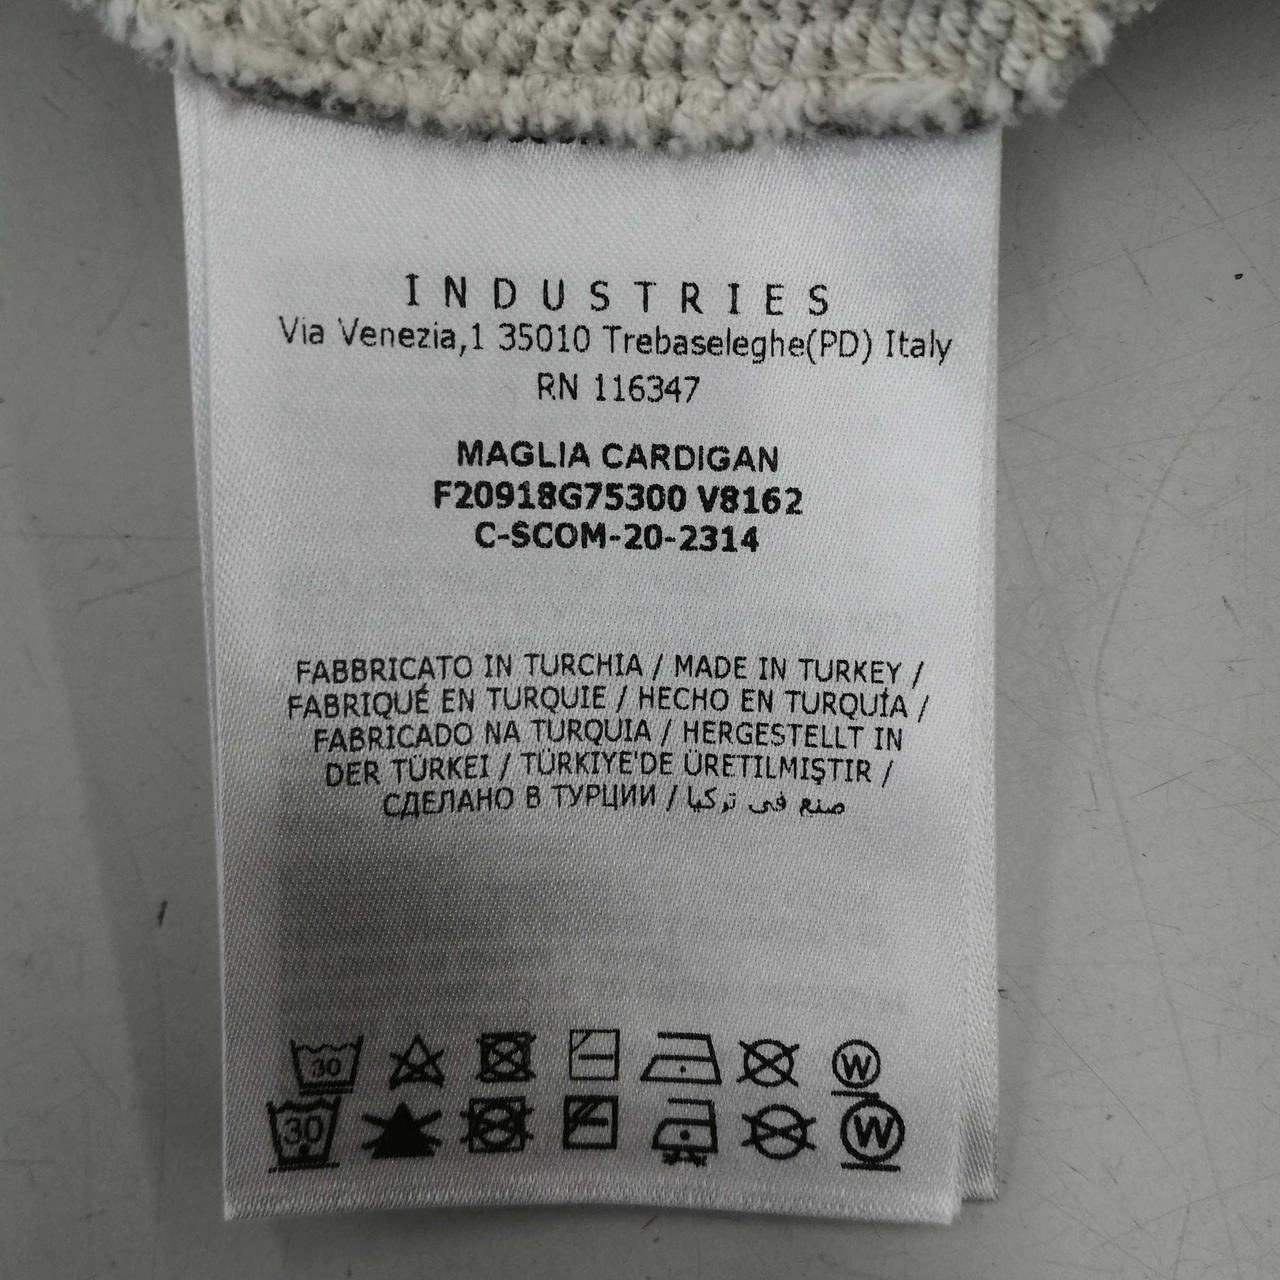 INDUSTRIES
Via Venezia,1 35010 Trebaseleghe(PD) Italy
RN 116347
MAGLIA CARDIGAN
F20918G75300 V8162
C-SCOM-20-2314
FABBRICATO IN TURCHIA / MADE IN TURKEY /
FABRIQUÉ EN TURQUIE / HECHO EN TURQUÍA /
FABRICADO NA TURQUIA / HERGESTELLT IN
DER TÜRKEI / TÜRKIYE'DE ÜRETILMIŞTIR /
СДЕЛАНО В ТУРЦИИ / صنع في تركيا
30 W
30 W